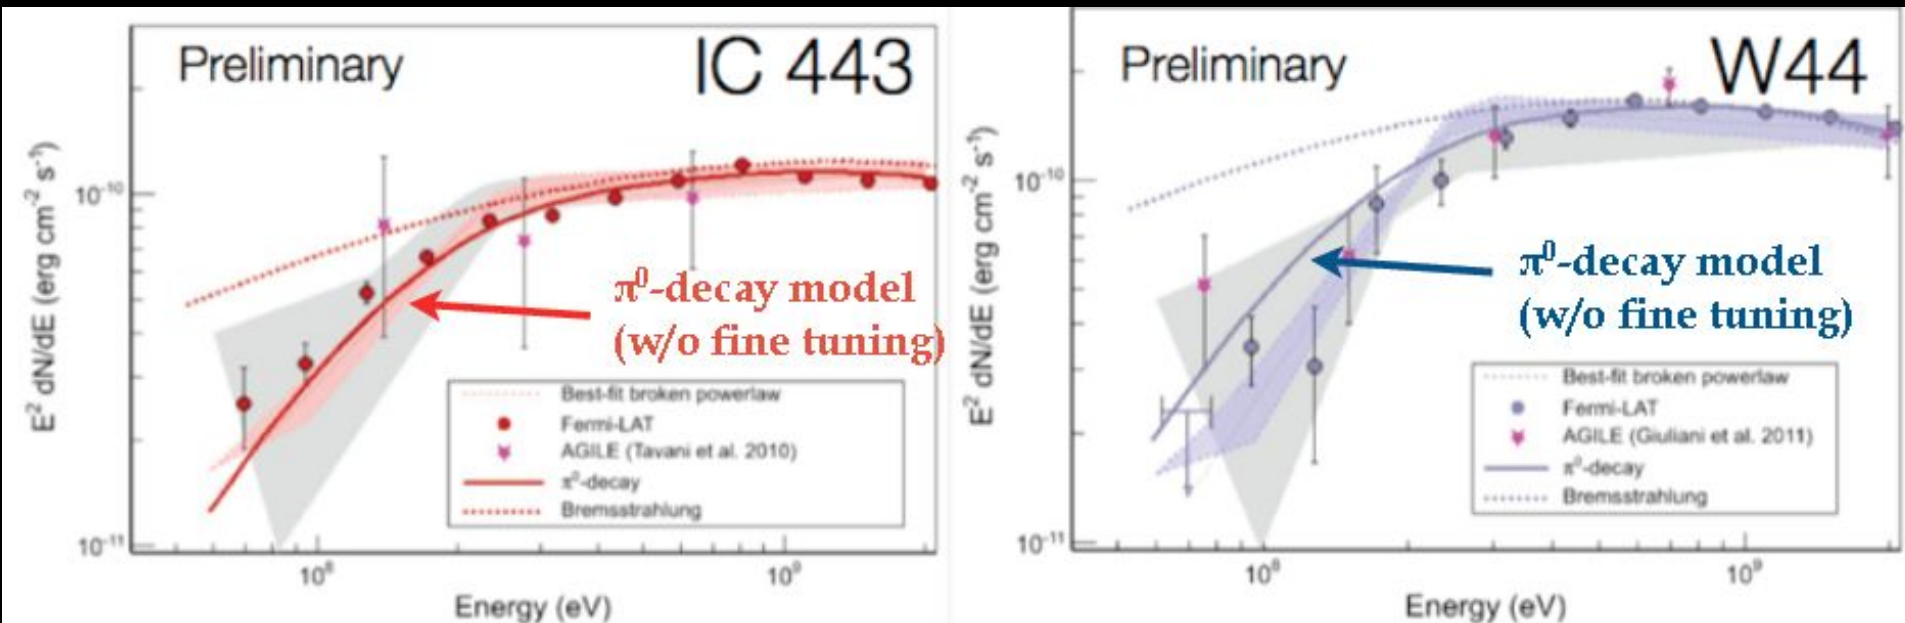 Preliminary
IC 443
E² dN/dE (erg cm⁻² s⁻¹)
10⁻¹⁰
10⁻¹¹
π⁰-decay model
(w/o fine tuning)
Best-fit broken powerlaw
Fermi-LAT
AGILE (Tavani et al. 2010)
π⁰-decay
Bremsstrahlung
10⁸
10⁹
Energy (eV)
Preliminary
W44
E² dN/dE (erg cm⁻² s⁻¹)
10⁻¹⁰
10⁻¹¹
π⁰-decay model
(w/o fine tuning)
Best-fit broken powerlaw
Fermi-LAT
AGILE (Giuliani et al. 2011)
π⁰-decay
Bremsstrahlung
10⁸
10⁹
Energy (eV)